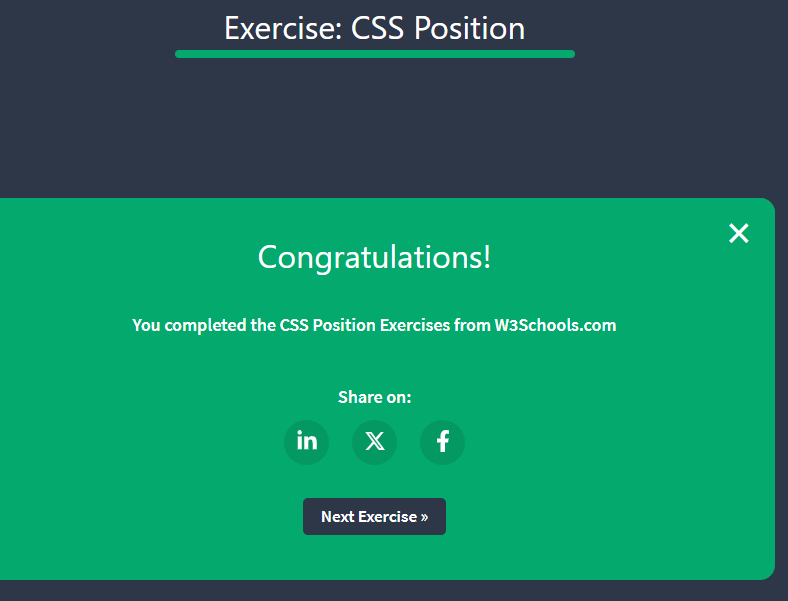 Exercise: CSS Position
Congratulations!
You completed the CSS Position Exercises from W3Schools.com
Share on:
in X f
Next Exercise »